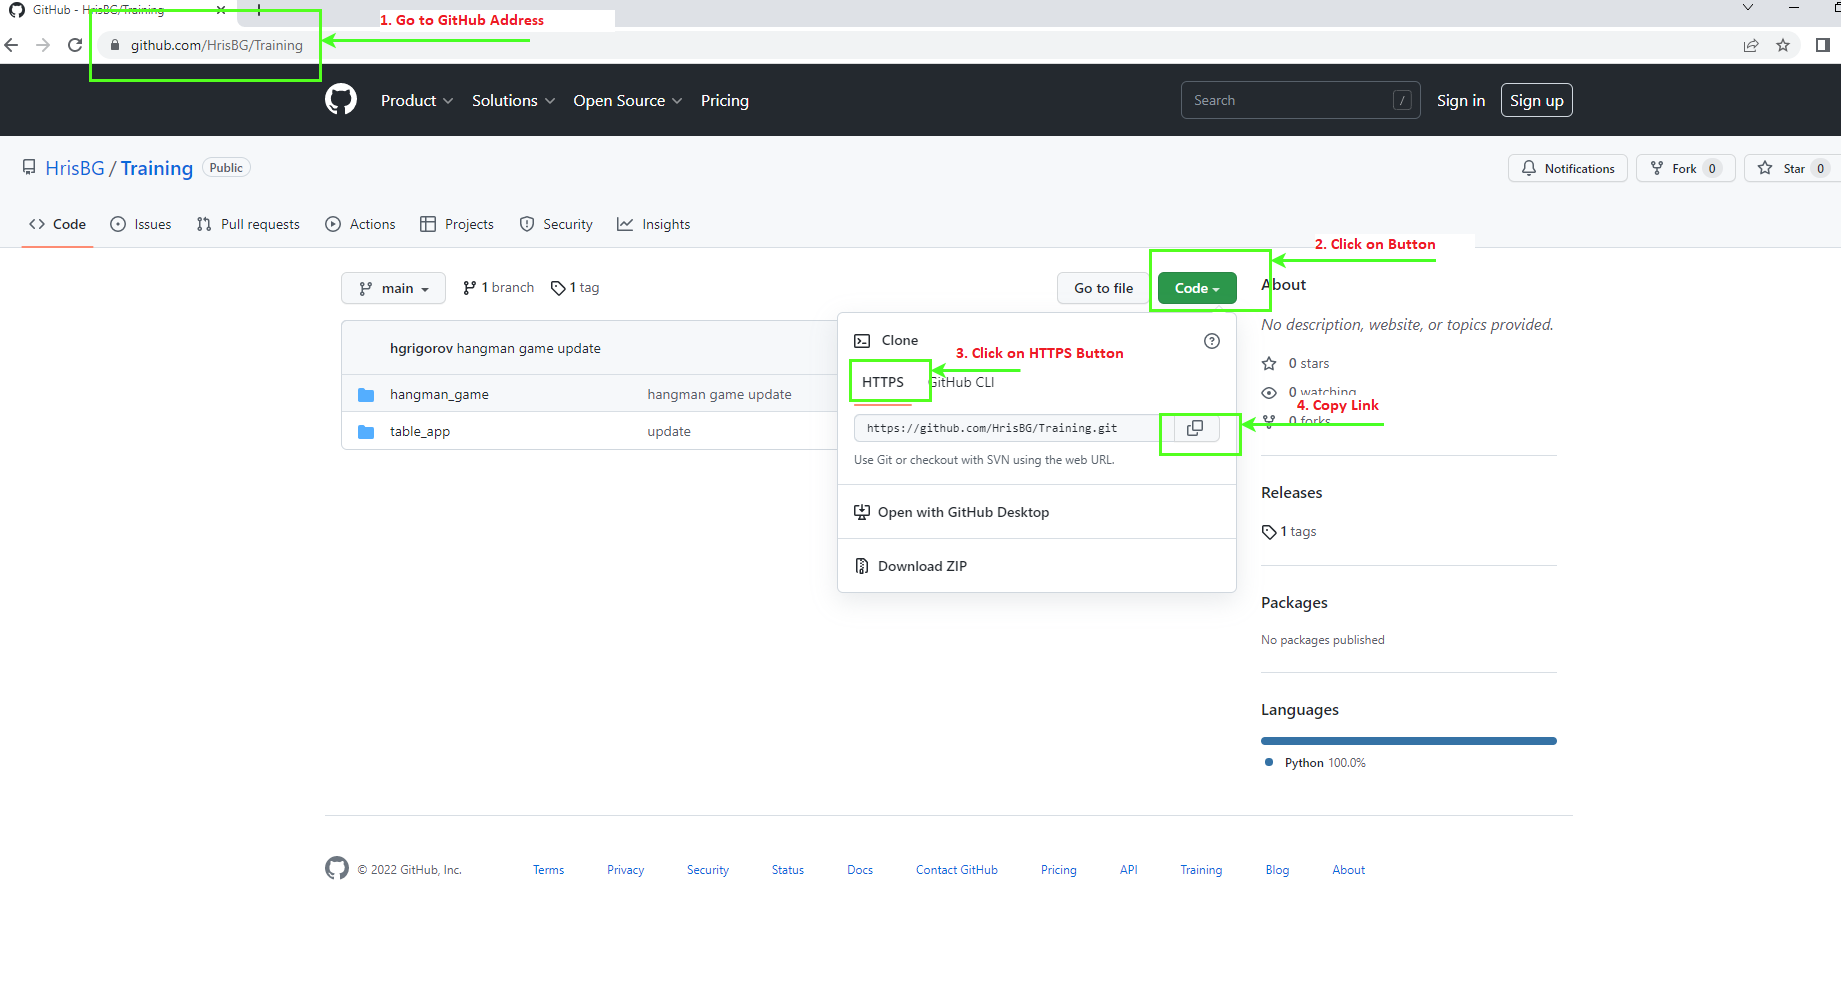 GitHub - HrisBG/Training
1. Go to GitHub Address
github.com/HrisBG/Training
Product Solutions Open Source Pricing
Search /
Sign in Sign up
HrisBG / Training Public
Notifications Fork 0 Star 0
Code Issues Pull requests Actions Projects Security Insights
2. Click on Button
main 1 branch 1 tag
Go to file Code
About
No description, website, or topics provided.
hgrigorov hangman game update
Clone
3. Click on HTTPS Button
0 stars
HTTPS GitHub CLI
hangman_game hangman game update
0 watching
4. Copy Link
0 forks
table_app update
https://github.com/HrisBG/Training.git
Use Git or checkout with SVN using the web URL.
Releases
Open with GitHub Desktop
1 tags
Download ZIP
Packages
No packages published
Languages
Python 100.0%
© 2022 GitHub, Inc. Terms Privacy Security Status Docs Contact GitHub Pricing API Training Blog About